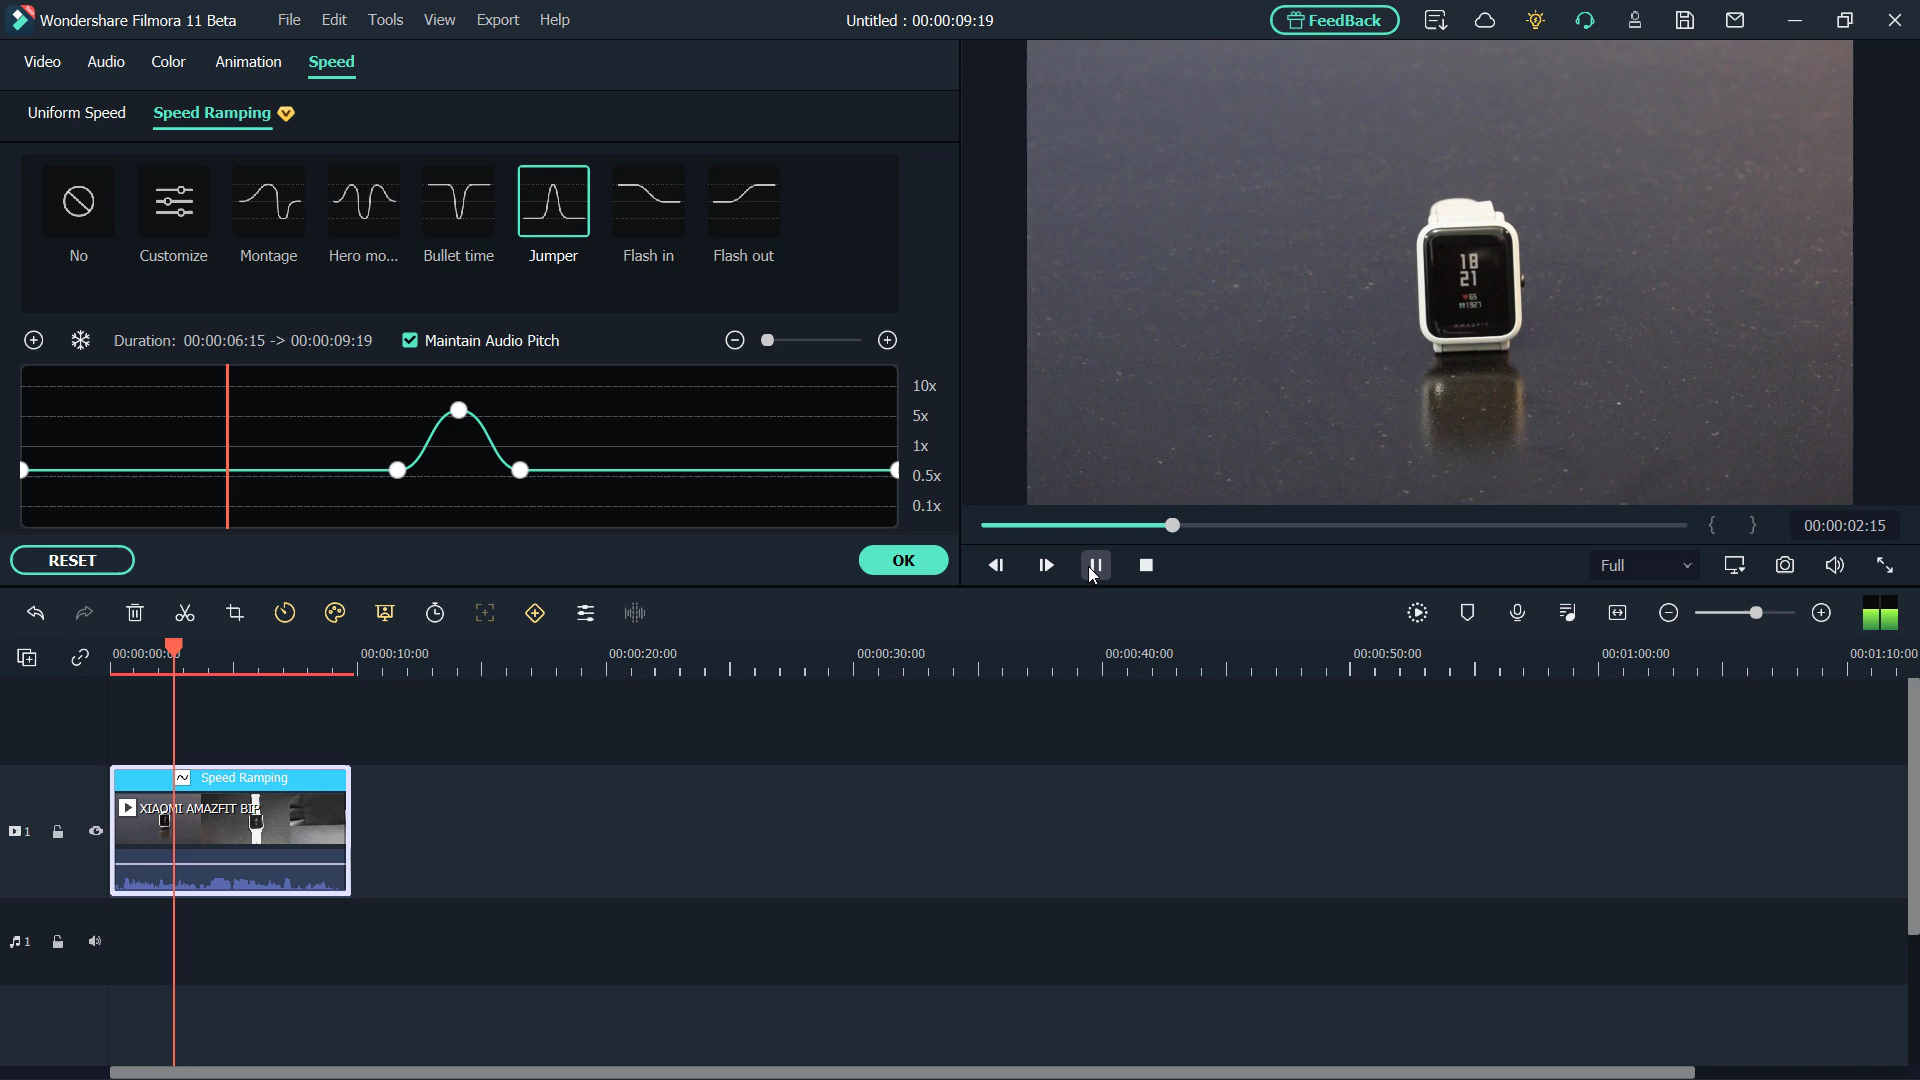 Wondershare Filmora 11 Beta File Edit Tools View Export Help Untitled : 00:00:09:19 FeedBack
Video Audio Color Animation Speed
Uniform Speed Speed Ramping
No Customize Montage Hero mo... Bullet time Jumper Flash in Flash out
Duration: 00:00:06:15 -> 00:00:09:19 Maintain Audio Pitch
10x
5x
1x
0.5x
0.1x
RESET OK
18
21
65
1927
AMAZFIT
{ } 00:00:02:15
Full
00:00:00:00 00:00:10:00 00:00:20:00 00:00:30:00 00:00:40:00 00:00:50:00 00:01:00:00 00:01:10:00
Speed Ramping
XIAOMI AMAZFIT BIP
1
1